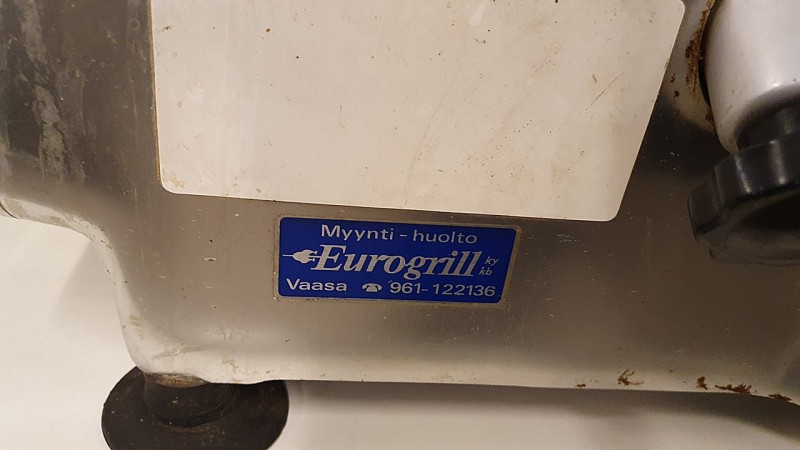 Myynti - huolto
Eurogrill ky kb
Vaasa ☎ 961-122136